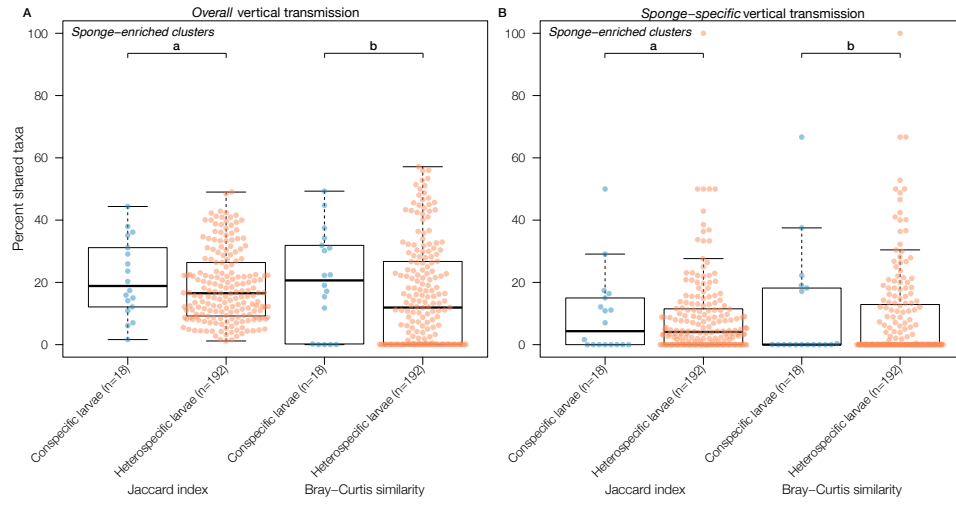 A
Overall vertical transmission
Sponge-enriched clusters
a
b
Percent shared taxa
100
80
60
40
20
0
Conspecific larvae (n=18)
Heterospecific larvae (n=192)
Conspecific larvae (n=18)
Heterospecific larvae (n=192)
Jaccard index
Bray-Curtis similarity
B
Sponge-specific vertical transmission
Sponge-enriched clusters
a
b
100
80
60
40
20
0
Conspecific larvae (n=18)
Heterospecific larvae (n=192)
Conspecific larvae (n=18)
Heterospecific larvae (n=192)
Jaccard index
Bray-Curtis similarity